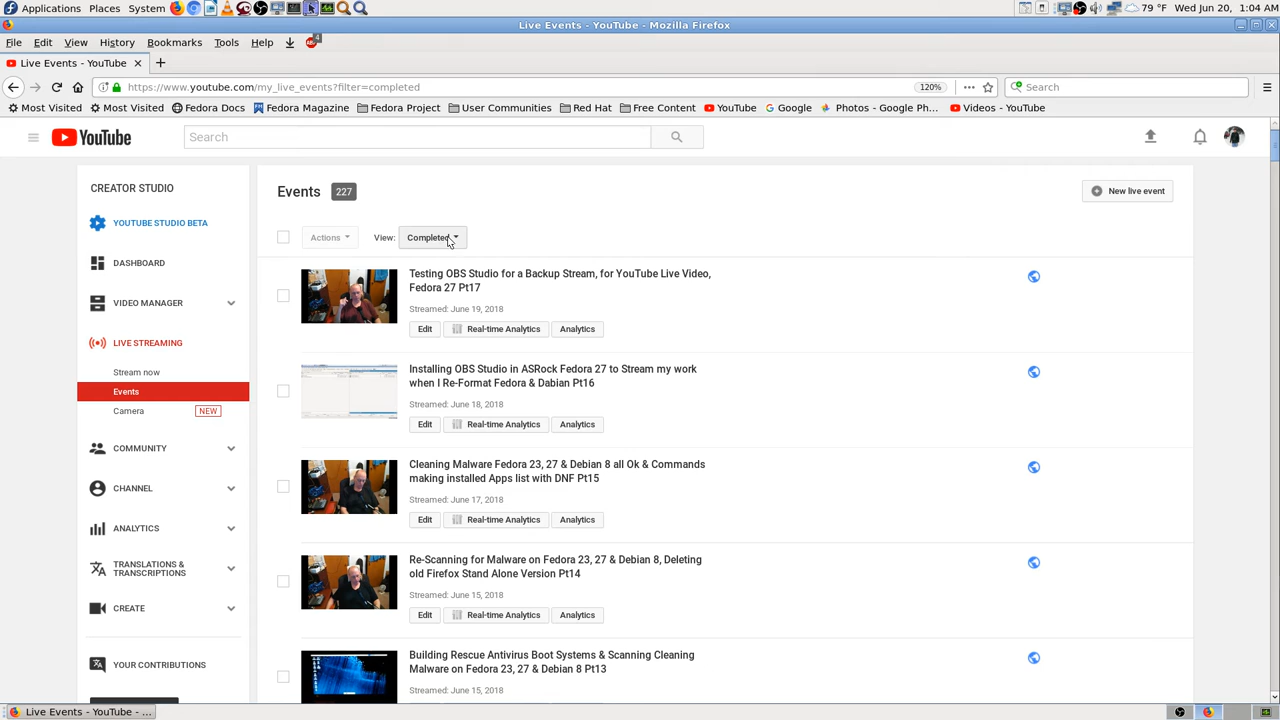 Applications Places System 79 °F Wed Jun 20, 1:04 AM
Live Events - YouTube - Mozilla Firefox
File Edit View History Bookmarks Tools Help 4
Live Events - YouTube
https://www.youtube.com/my_live_events?filter=completed 120% Search
Most Visited Most Visited Fedora Docs Fedora Magazine Fedora Project User Communities Red Hat Free Content YouTube Google Photos - Google Ph... Videos - YouTube
YouTube Search
CREATOR STUDIO
YOUTUBE STUDIO BETA
DASHBOARD
VIDEO MANAGER
LIVE STREAMING
Stream now
Events
Camera NEW
COMMUNITY
CHANNEL
ANALYTICS
TRANSLATIONS &
TRANSCRIPTIONS
CREATE
YOUR CONTRIBUTIONS
Events 227 New live event
Actions View: Completed
Testing OBS Studio for a Backup Stream, for YouTube Live Video,
Fedora 27 Pt17
Streamed: June 19, 2018
Edit Real-time Analytics Analytics
Installing OBS Studio in ASRock Fedora 27 to Stream my work
when I Re-Format Fedora & Dabian Pt16
Streamed: June 18, 2018
Edit Real-time Analytics Analytics
Cleaning Malware Fedora 23, 27 & Debian 8 all Ok & Commands
making installed Apps list with DNF Pt15
Streamed: June 17, 2018
Edit Real-time Analytics Analytics
Re-Scanning for Malware on Fedora 23, 27 & Debian 8, Deleting
old Firefox Stand Alone Version Pt14
Streamed: June 15, 2018
Edit Real-time Analytics Analytics
Building Rescue Antivirus Boot Systems & Scanning Cleaning
Malware on Fedora 23, 27 & Debian 8 Pt13
Streamed: June 15, 2018
Live Events - YouTube - ...